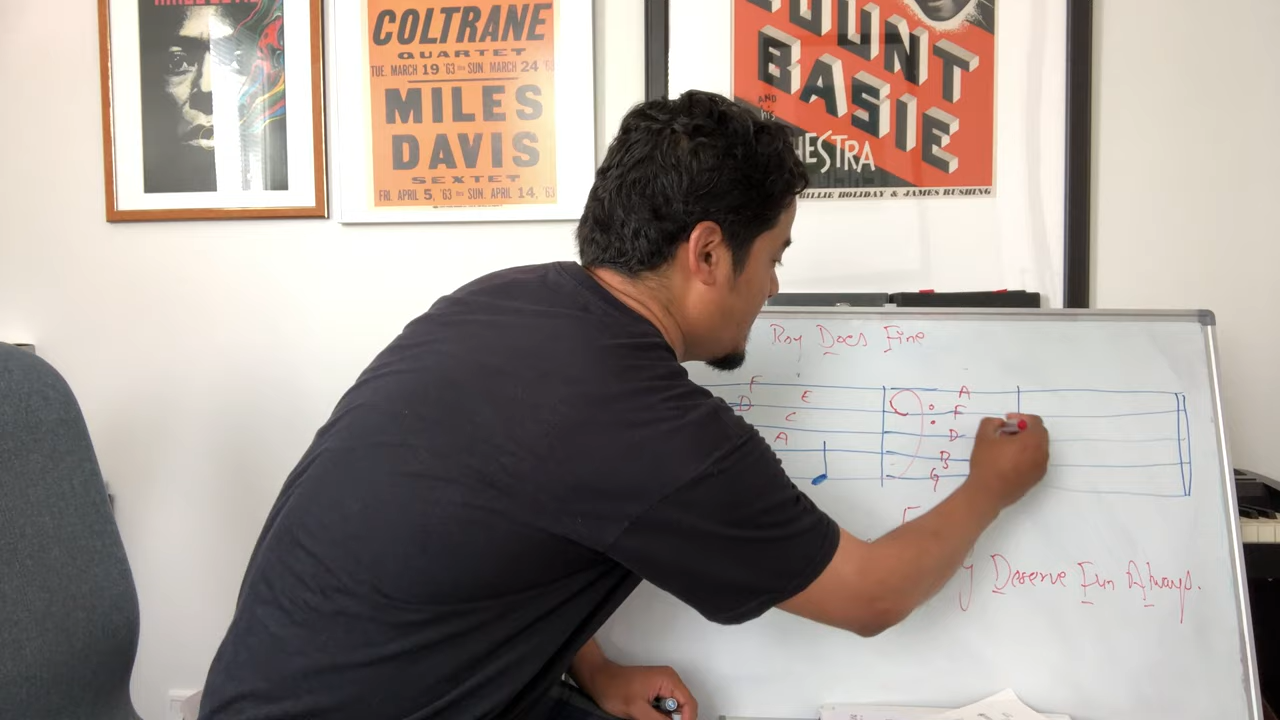 COLTRANE
QUARTET
TUE. MARCH 19 '63 SUN. MARCH 24 '63
MILES
DAVIS
SEXTET
FRI. APRIL 5, '63 SUN. APRIL 14, '63
COUNT
BASIE
AND
his
HESTRA
BILLIE HOLIDAY & JAMES RUSHING
Roy Does Fine
F
D
E
C
A
A
F
D
B
G
Deserve Fun Always.